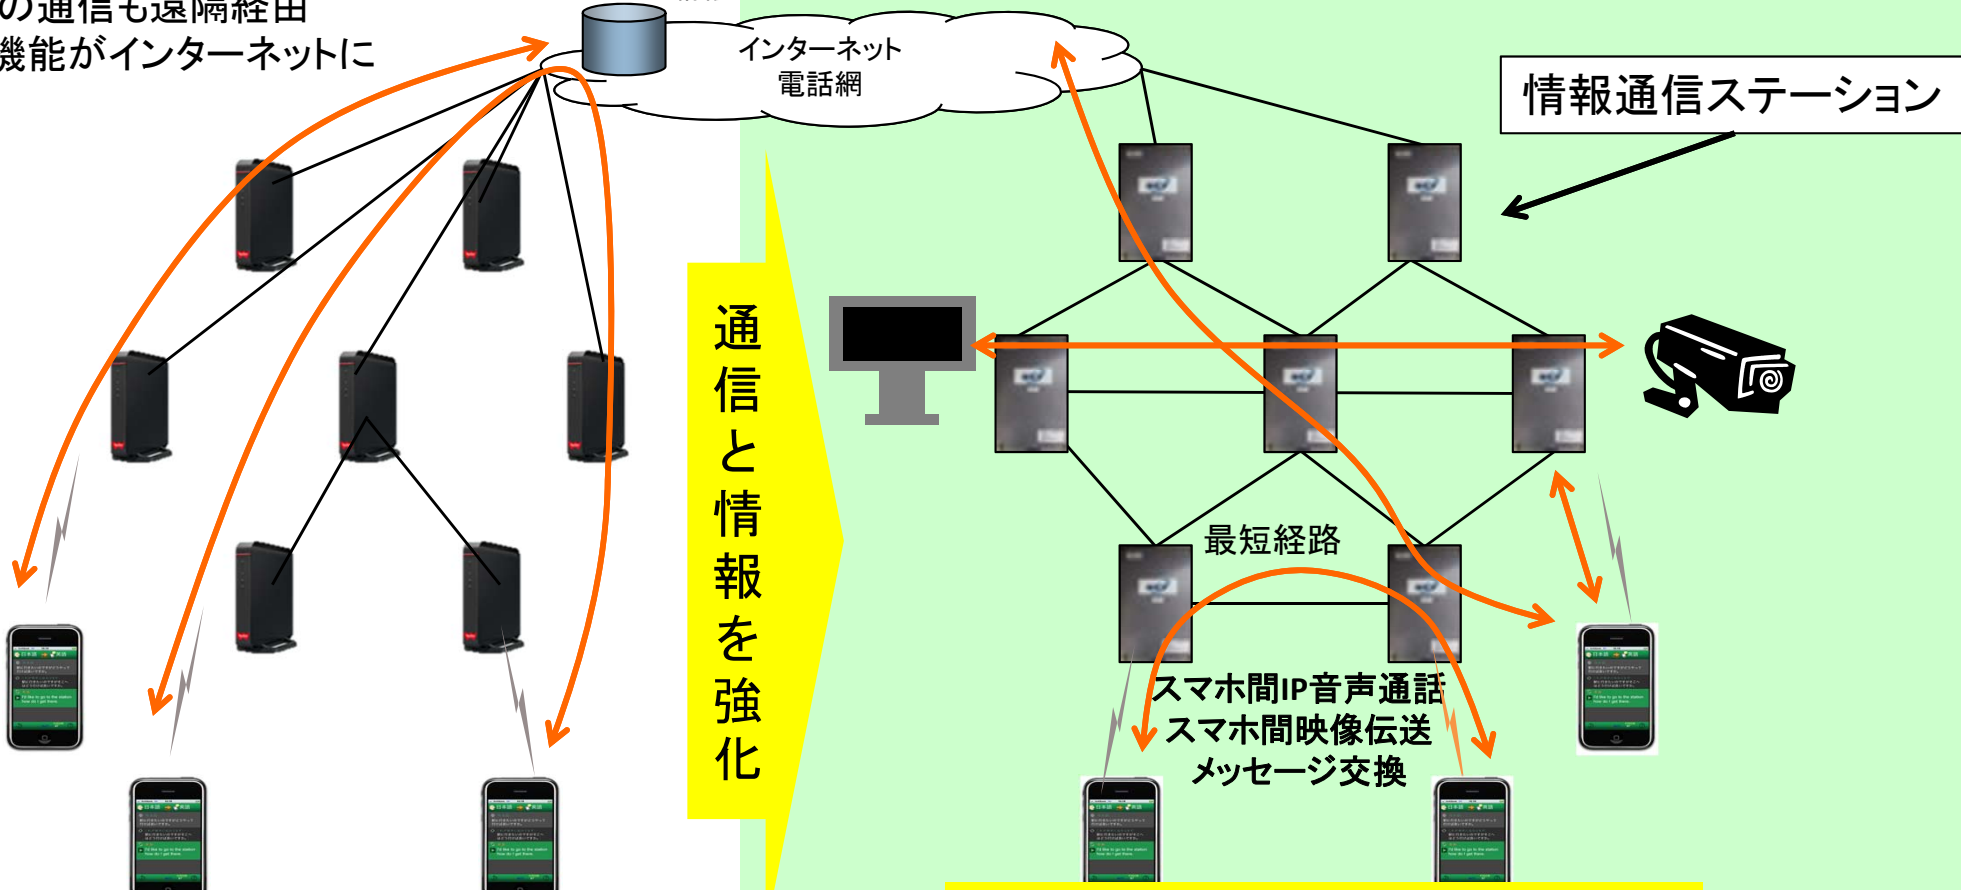 の通信も遠隔経由
機能がインターネットに
インターネット
電話網
情報通信ステーション
通信と情報を強化
最短経路
スマホ間IP音声通話
スマホ間映像伝送
メッセージ交換